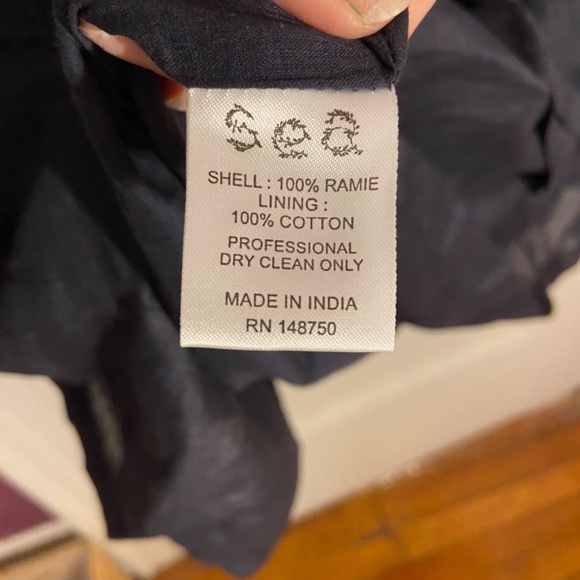 Sea
SHELL : 100% RAMIE
LINING :
100% COTTON
PROFESSIONAL
DRY CLEAN ONLY
MADE IN INDIA
RN 148750